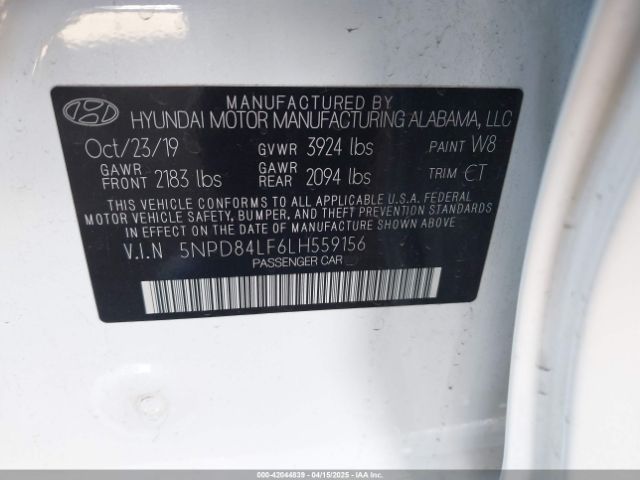 MANUFACTURED BY
HYUNDAI MOTOR MANUFACTURING ALABAMA, LLC
Oct/23/19 GVWR 3924 lbs PAINT W8
GAWR FRONT 2183 lbs GAWR REAR 2094 lbs TRIM CT
THIS VEHICLE CONFORMS TO ALL APPLICABLE U.S.A. FEDERAL
MOTOR VEHICLE SAFETY, BUMPER, AND THEFT PREVENTION
STANDARDS IN EFFECT ON THE DATE OF MANUFACTURE SHOWN ABOVE.
V.I.N 5NPD84LF6LH559156
PASSENGER CAR
000-42044839 - 04/15/2025 - IAAI (ACV Holdings, Inc.)